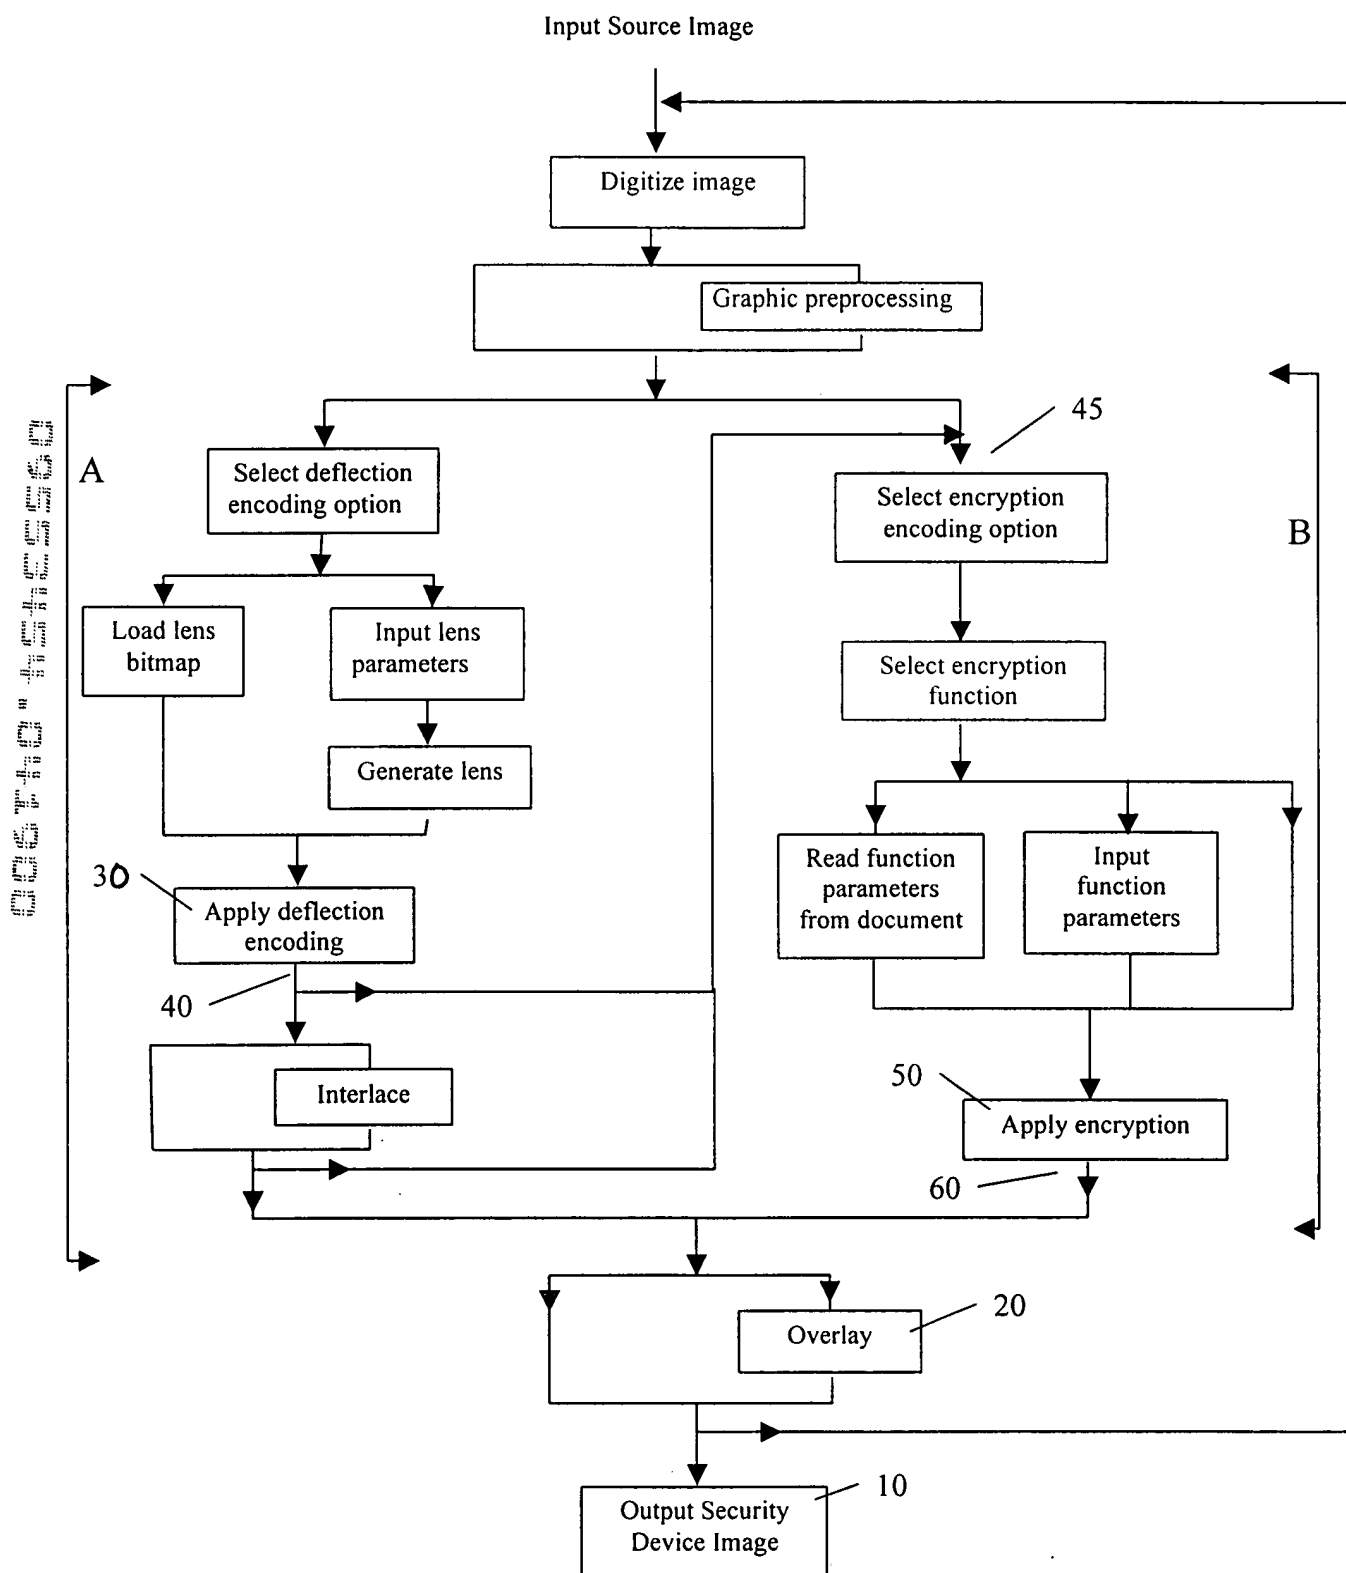 Input Source Image
Digitize image
Graphic preprocessing
45
A
Select deflection
encoding option
Select encryption
encoding option
B
Load lens
bitmap
Input lens
parameters
Select encryption
function
Generate lens
Read function
parameters
from document
Input
function
parameters
30
Apply deflection
encoding
40
Interlace
50
Apply encryption
60
20
Overlay
10
Output Security
Device Image